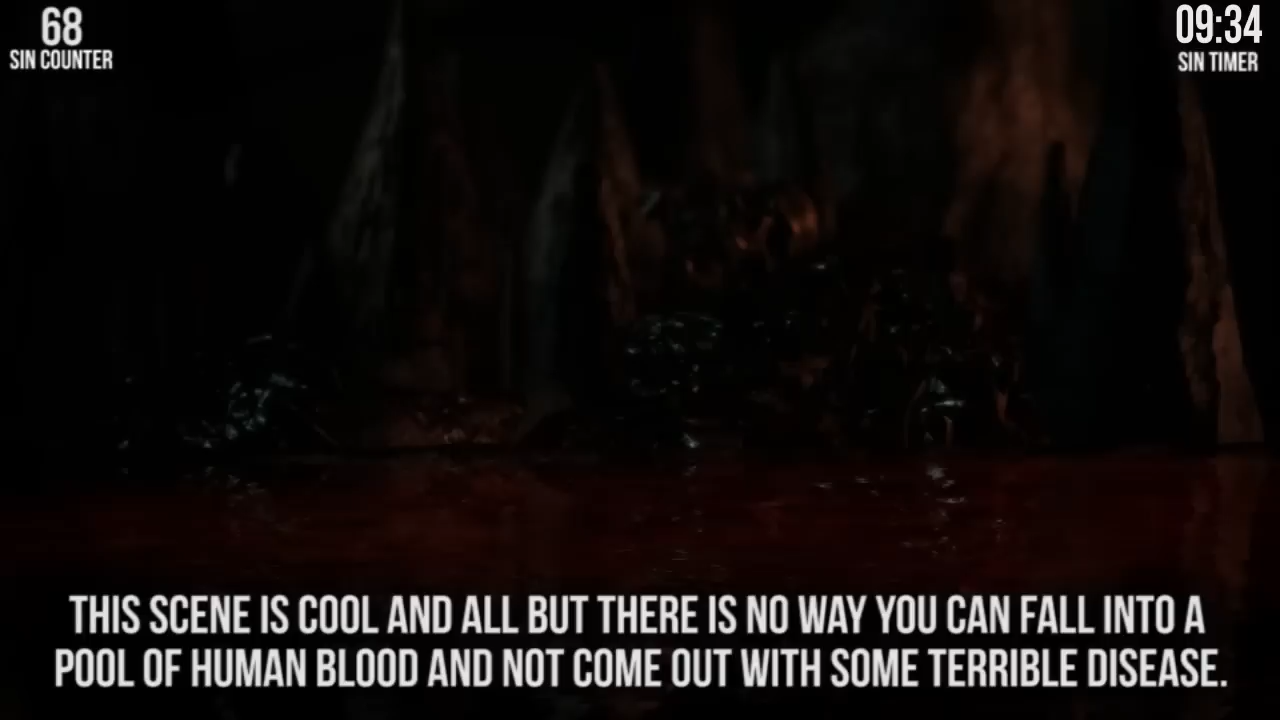 68
SIN COUNTER
09:34
SIN TIMER
THIS SCENE IS COOL AND ALL BUT THERE IS NO WAY YOU CAN FALL INTO A
POOL OF HUMAN BLOOD AND NOT COME OUT WITH SOME TERRIBLE DISEASE.